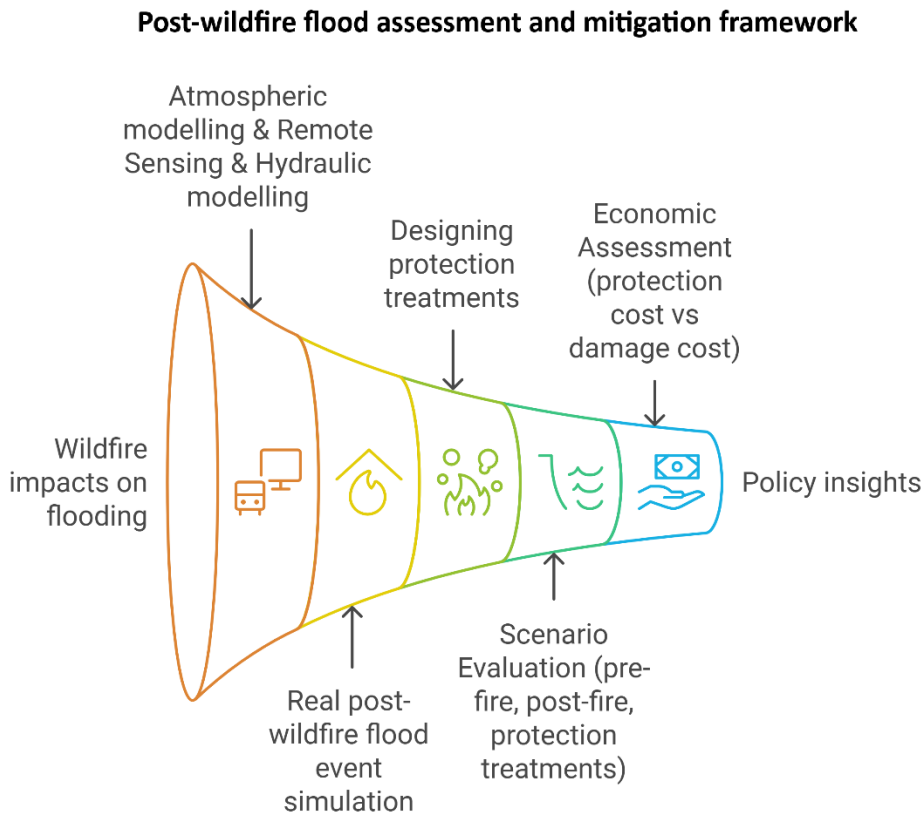 Post-wildfire flood assessment and mitigation framework
Atmospheric
modelling & Remote
Sensing & Hydraulic
modelling
Designing
protection
treatments
Economic
Assessment
(protection
cost vs
damage cost)
Wildfire
impacts on
flooding
Policy insights
Real post-
wildfire flood
event
simulation
Scenario
Evaluation (pre-
fire, post-fire,
protection
treatments)